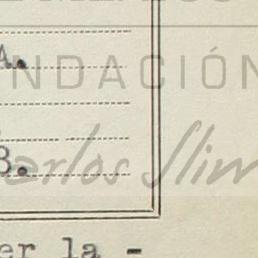 A.
NDACIÓN
B.
Carlos Slim
er la -